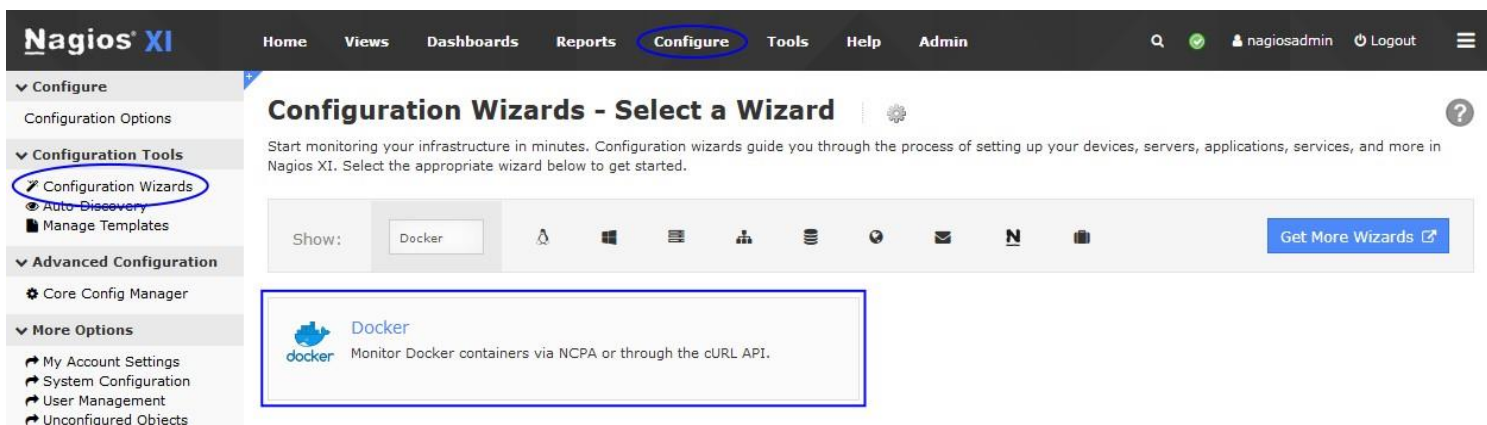 Nagios® XI
Home Views Dashboards Reports Configure Tools Help Admin nagiosadmin Logout
Configure
Configuration Options
Configuration Tools
Configuration Wizards
Auto-Discovery
Manage Templates
Advanced Configuration
Core Config Manager
More Options
My Account Settings
System Configuration
User Management
Unconfigured Objects
+
Configuration Wizards - Select a Wizard
?
Start monitoring your infrastructure in minutes. Configuration wizards guide you through the process of setting up your devices, servers, applications, services, and more in
Nagios XI. Select the appropriate wizard below to get started.
Show: Docker N Get More Wizards
docker
Docker
Monitor Docker containers via NCPA or through the cURL API.